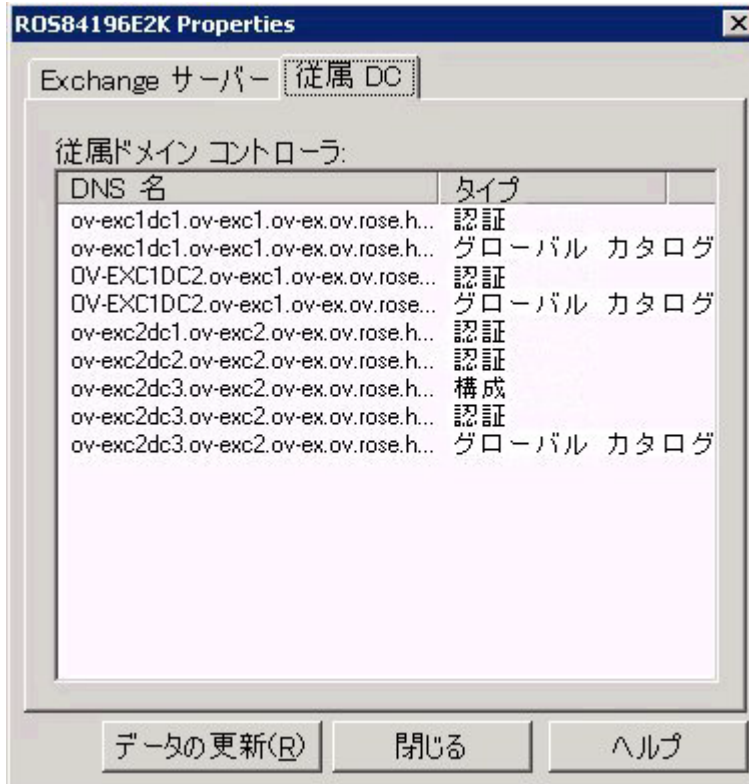 ROS84196E2K Properties
Exchange サーバー 従属 DC
従属ドメイン コントローラ:
DNS 名 タイプ
ov-exc1dc1.ov-exc1.ov-ex.ov.rose.h... 認証
ov-exc1dc1.ov-exc1.ov-ex.ov.rose.h... グローバル カタログ
OV-EXC1DC2.ov-exc1.ov-ex.ov.rose... 認証
OV-EXC1DC2.ov-exc1.ov-ex.ov.rose... グローバル カタログ
ov-exc2dc1.ov-exc2.ov-ex.ov.rose.h... 認証
ov-exc2dc2.ov-exc2.ov-ex.ov.rose.h... 認証
ov-exc2dc3.ov-exc2.ov-ex.ov.rose.h... 構成
ov-exc2dc3.ov-exc2.ov-ex.ov.rose.h... 認証
ov-exc2dc3.ov-exc2.ov-ex.ov.rose.h... グローバル カタログ
データの更新(R) 閉じる ヘルプ